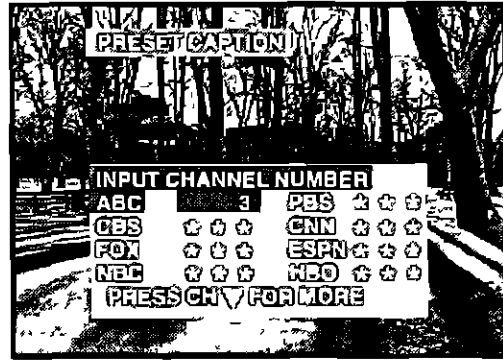 PRESET CAPTION
INPUT CHANNEL NUMBER
ABC 3 PBS ☆ ☆ ☆
CBS ☆ ☆ ☆ CNN ☆ ☆ ☆
FOX ☆ ☆ ☆ ESPN ☆ ☆ ☆
NBC ☆ ☆ ☆ HBO ☆ ☆ ☆
PRESS CH ▽ FOR MORE